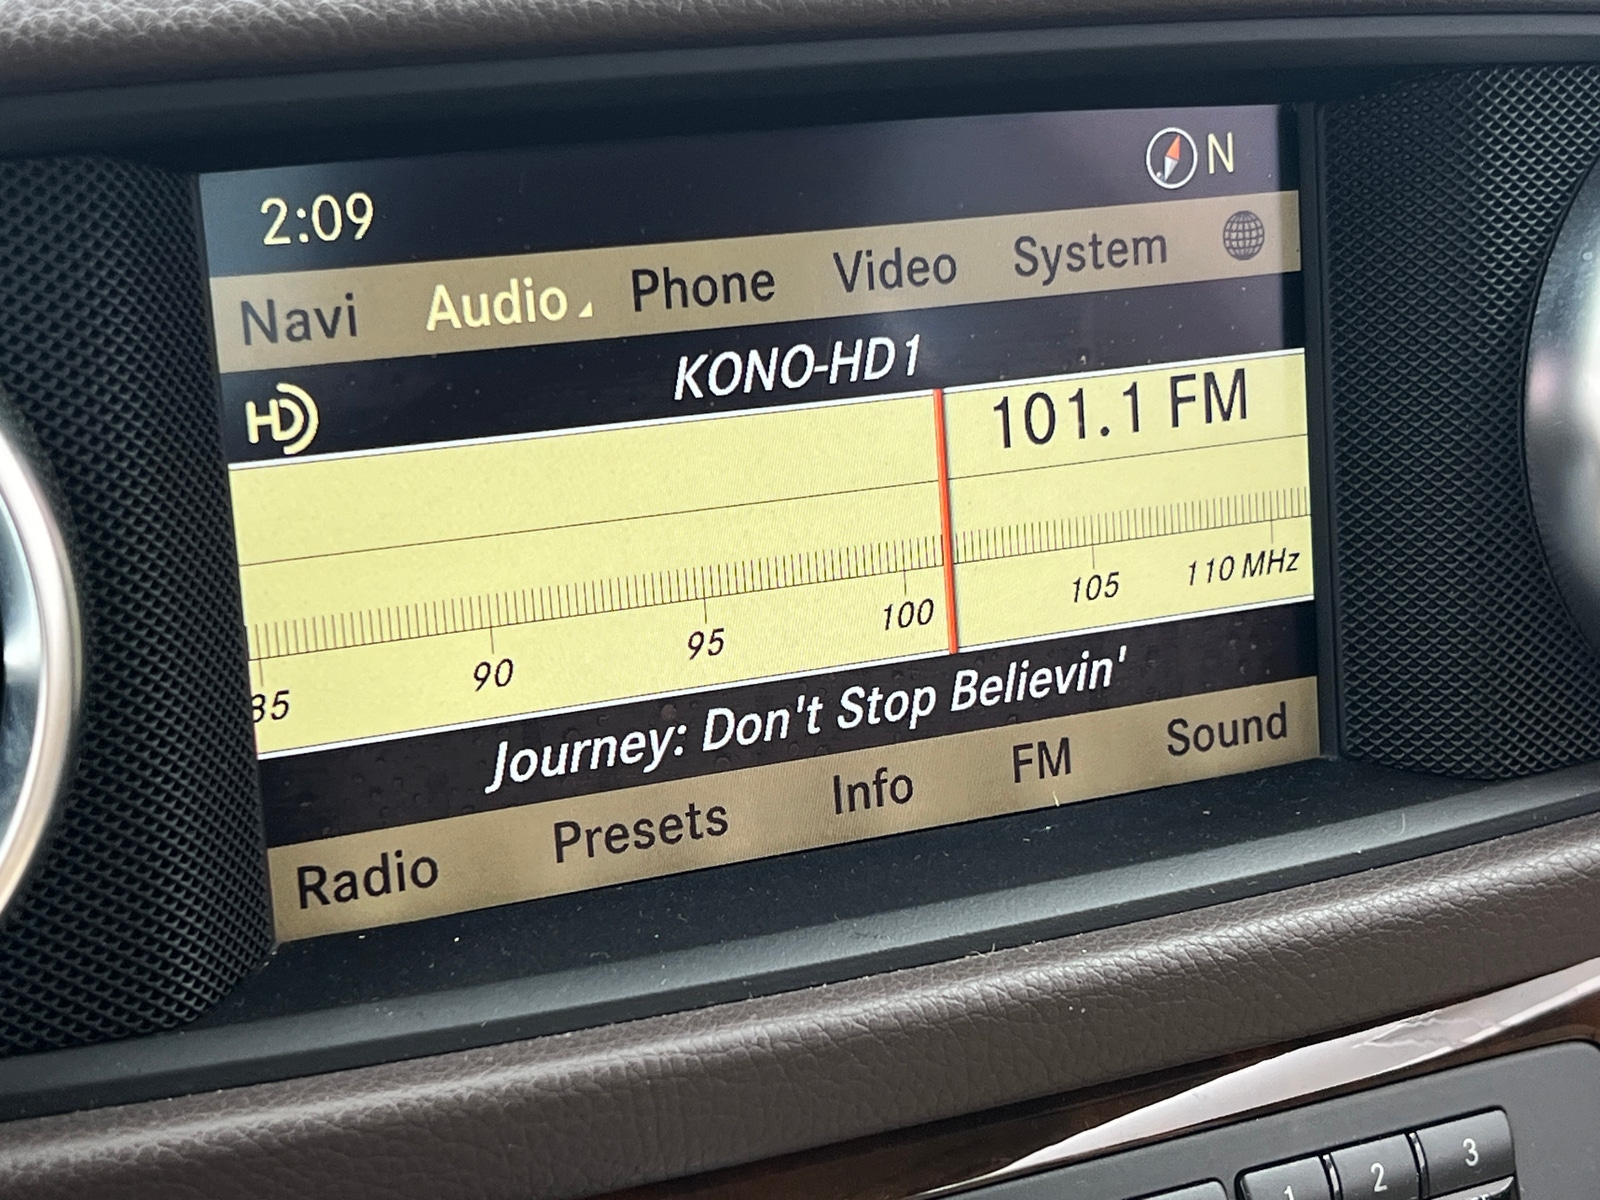 2:09 N
Navi Audio Phone Video System
HD KONO-HD1
101.1 FM
85 90 95 100 105 110 MHz
Journey: Don't Stop Believin'
Radio Presets Info FM Sound
1 2 3